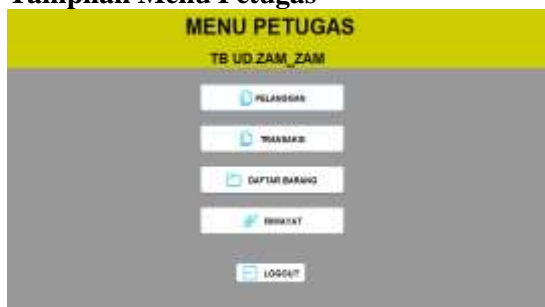 Tampilan Menu Petugas
MENU PETUGAS
TB UD.ZAM_ZAM
PELANGGAN
TRANSAKSI
DAFTAR BARANG
RIWAYAT
LOGOUT